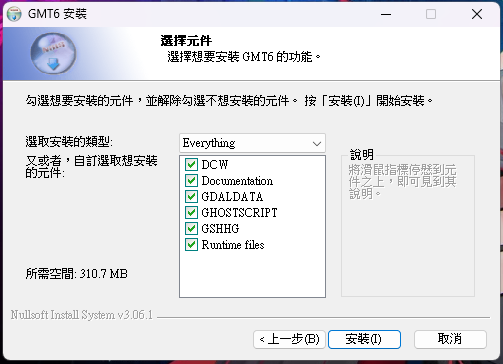 GMT6 安裝
選擇元件
選擇想要安裝 GMT6 的功能。
勾選想要安裝的元件，並解除勾選不想安裝的元件。 按「安裝(I)」開始安裝。
選取安裝的類型:
Everything
又或者，自訂選取想安裝
的元件:
DCW
Documentation
GDALDATA
GHOSTSCRIPT
GSHHG
Runtime files
說明
將滑鼠指標停懸到元
件之上，即可見到其
說明。
所需空間: 310.7 MB
Nullsoft Install System v3.06.1
< 上一步(B)
安裝(I)
取消